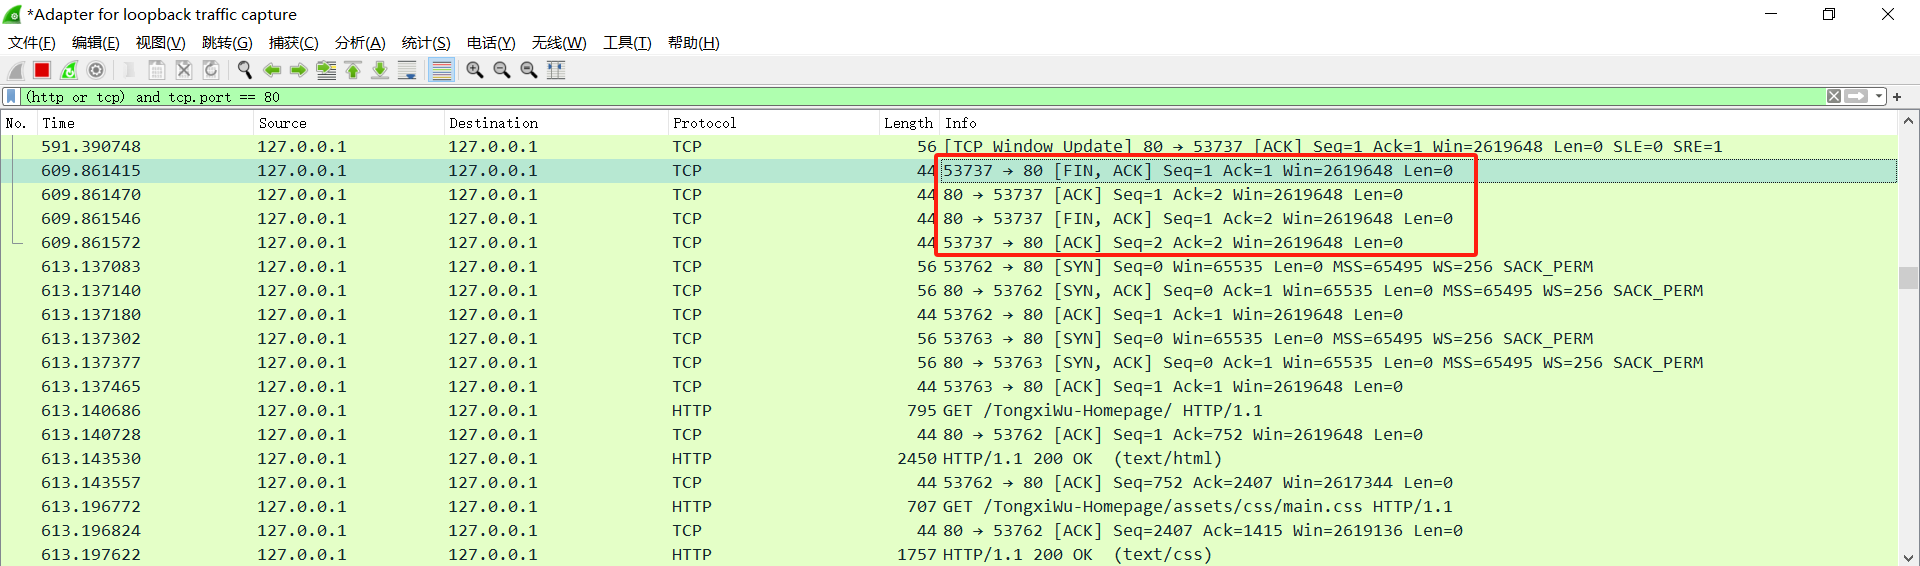 *Adapter for loopback traffic capture
文件(F) 编辑(E) 视图(V) 跳转(G) 捕获(C) 分析(A) 统计(S) 电话(Y) 无线(W) 工具(T) 帮助(H)
(http or tcp) and tcp.port == 80
No. Time Source Destination Protocol Length Info
591.390748 127.0.0.1 127.0.0.1 TCP 56 [TCP Window Update] 80 → 53737 [ACK] Seq=1 Ack=1 Win=2619648 Len=0 SLE=0 SRE=1
609.861415 127.0.0.1 127.0.0.1 TCP 44 53737 → 80 [FIN, ACK] Seq=1 Ack=1 Win=2619648 Len=0
609.861470 127.0.0.1 127.0.0.1 TCP 44 80 → 53737 [ACK] Seq=1 Ack=2 Win=2619648 Len=0
609.861546 127.0.0.1 127.0.0.1 TCP 44 80 → 53737 [FIN, ACK] Seq=1 Ack=2 Win=2619648 Len=0
609.861572 127.0.0.1 127.0.0.1 TCP 44 53737 → 80 [ACK] Seq=2 Ack=2 Win=2619648 Len=0
613.137083 127.0.0.1 127.0.0.1 TCP 56 53762 → 80 [SYN] Seq=0 Win=65535 Len=0 MSS=65495 WS=256 SACK_PERM
613.137140 127.0.0.1 127.0.0.1 TCP 56 80 → 53762 [SYN, ACK] Seq=0 Ack=1 Win=65535 Len=0 MSS=65495 WS=256 SACK_PERM
613.137180 127.0.0.1 127.0.0.1 TCP 44 53762 → 80 [ACK] Seq=1 Ack=1 Win=2619648 Len=0
613.137302 127.0.0.1 127.0.0.1 TCP 56 53763 → 80 [SYN] Seq=0 Win=65535 Len=0 MSS=65495 WS=256 SACK_PERM
613.137377 127.0.0.1 127.0.0.1 TCP 56 80 → 53763 [SYN, ACK] Seq=0 Ack=1 Win=65535 Len=0 MSS=65495 WS=256 SACK_PERM
613.137465 127.0.0.1 127.0.0.1 TCP 44 53763 → 80 [ACK] Seq=1 Ack=1 Win=2619648 Len=0
613.140686 127.0.0.1 127.0.0.1 HTTP 795 GET /TongxiWu-Homepage/ HTTP/1.1
613.140728 127.0.0.1 127.0.0.1 TCP 44 80 → 53762 [ACK] Seq=1 Ack=752 Win=2619648 Len=0
613.143530 127.0.0.1 127.0.0.1 HTTP 2450 HTTP/1.1 200 OK (text/html)
613.143557 127.0.0.1 127.0.0.1 TCP 44 53762 → 80 [ACK] Seq=752 Ack=2407 Win=2617344 Len=0
613.196772 127.0.0.1 127.0.0.1 HTTP 707 GET /TongxiWu-Homepage/assets/css/main.css HTTP/1.1
613.196824 127.0.0.1 127.0.0.1 TCP 44 80 → 53762 [ACK] Seq=2407 Ack=1415 Win=2619136 Len=0
613.197622 127.0.0.1 127.0.0.1 HTTP 1757 HTTP/1.1 200 OK (text/css)